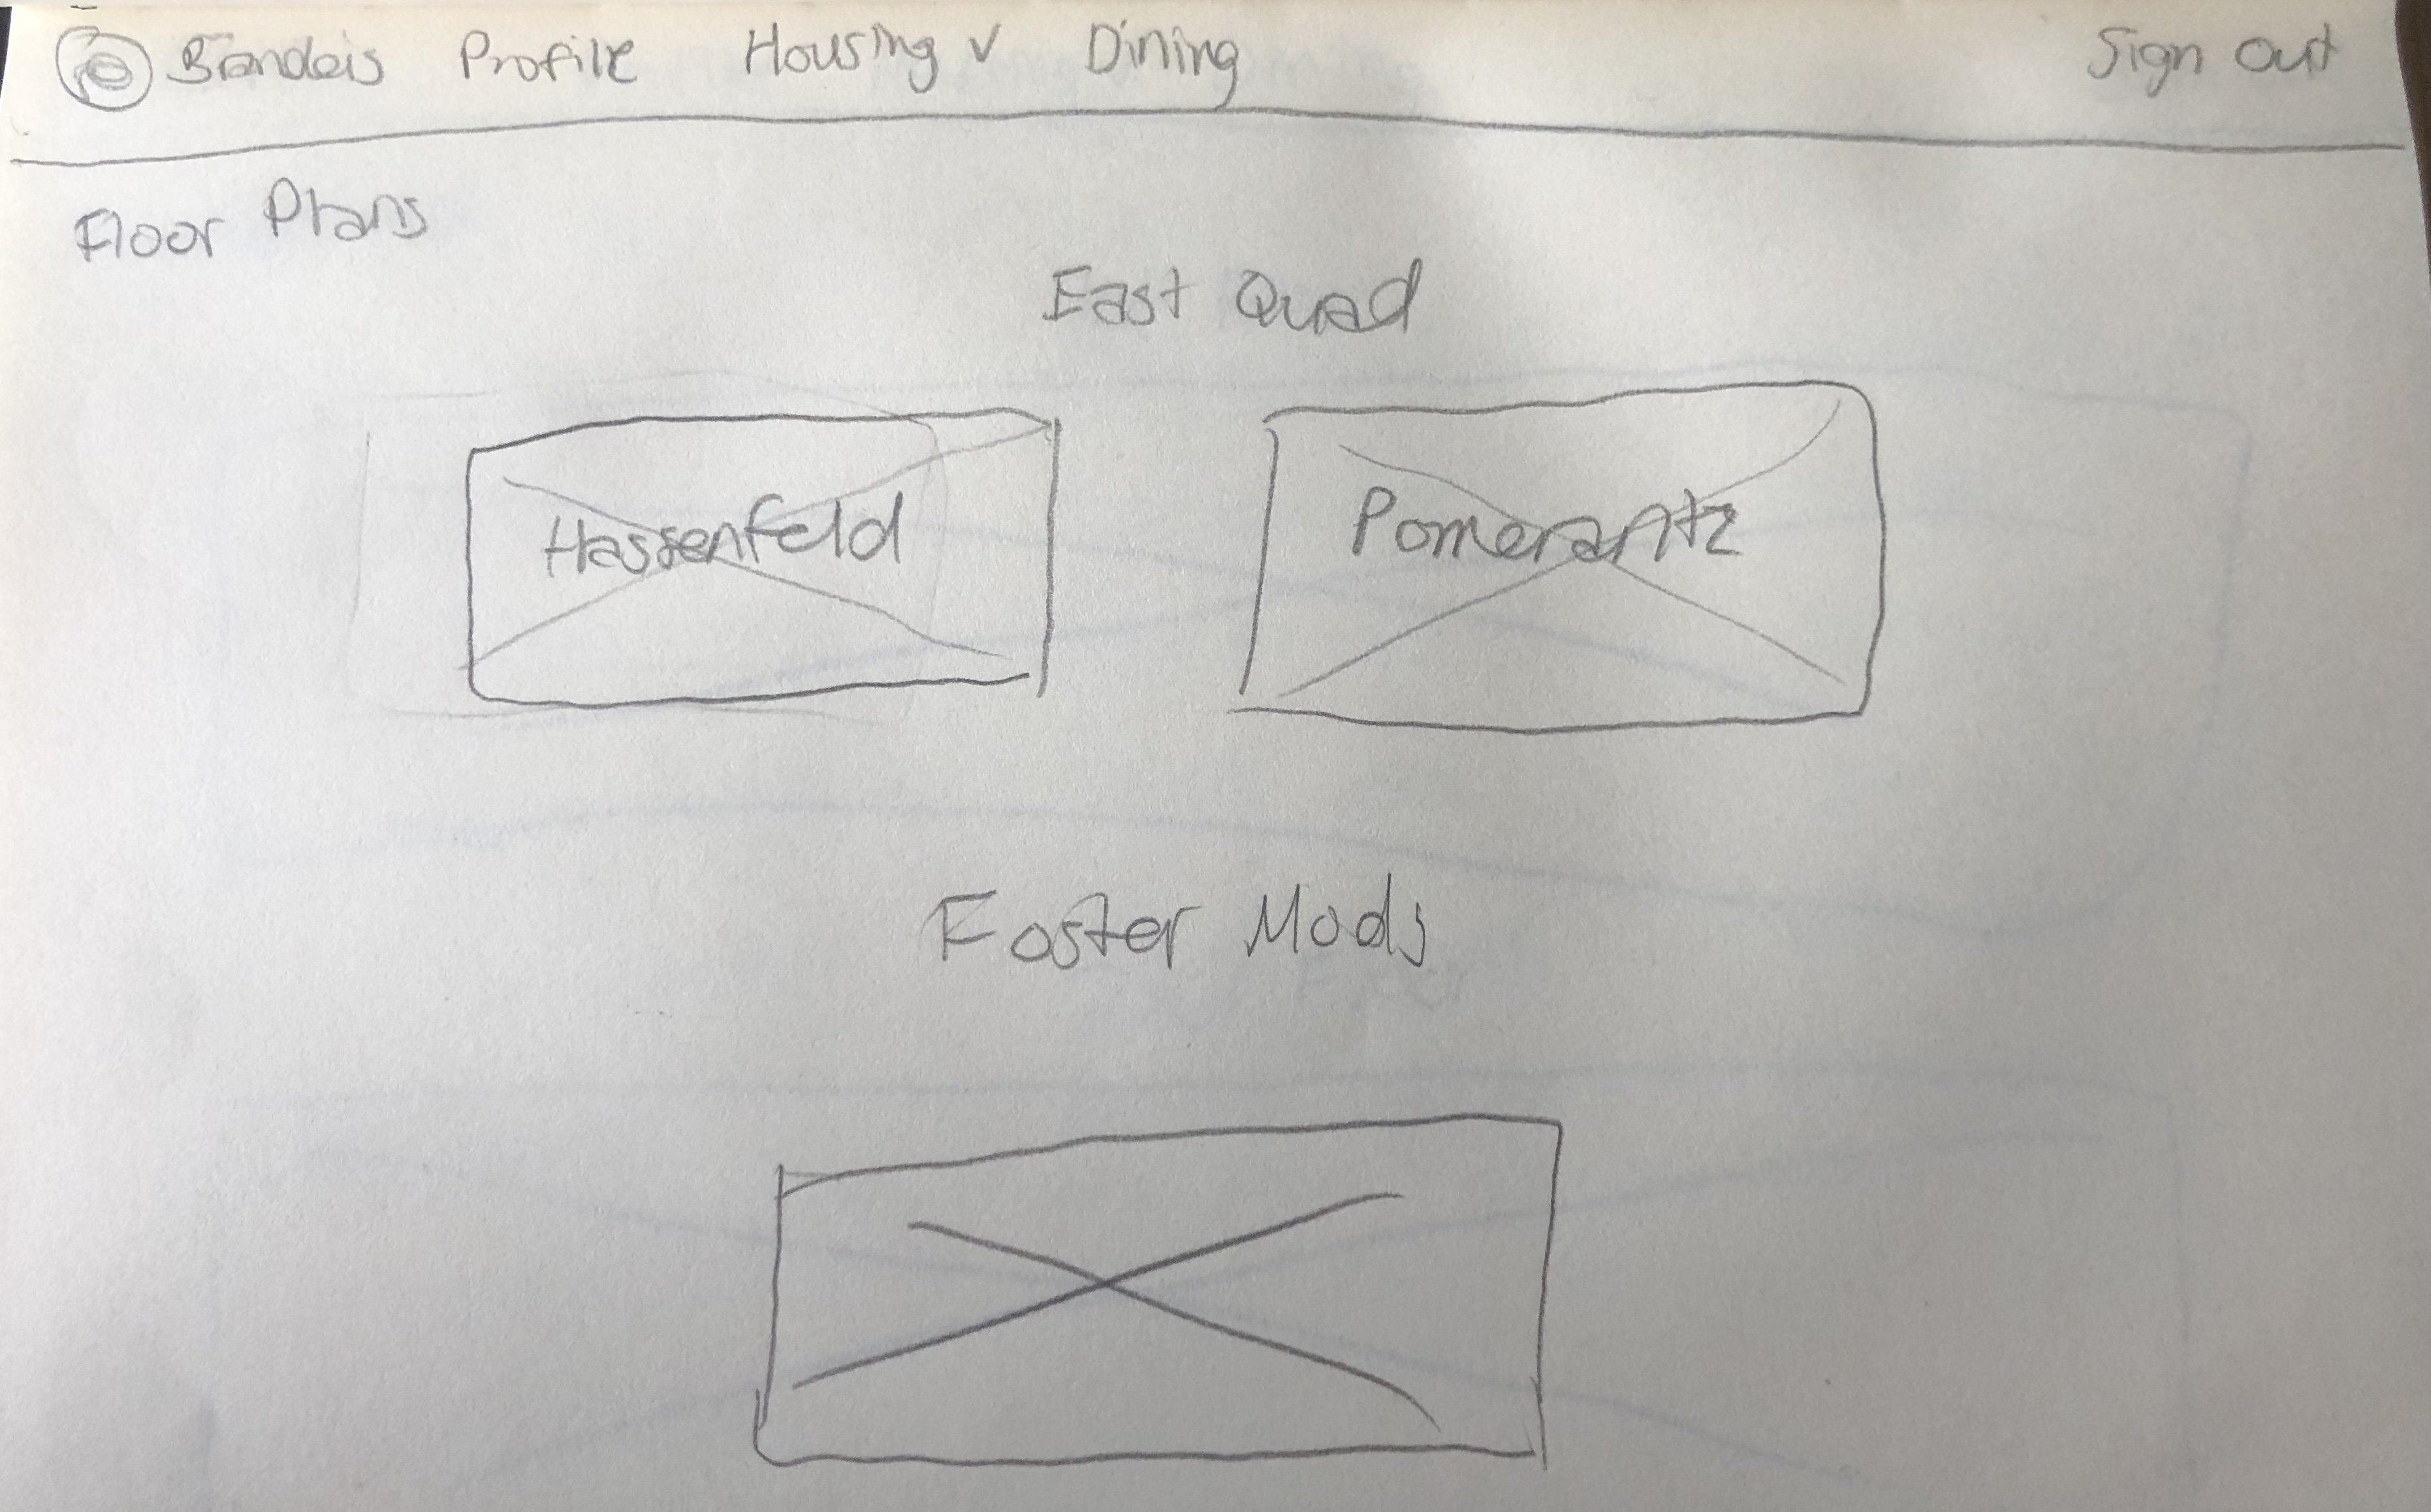 Brandeis Profile Housing v Dining Sign Out
Floor Plans
East Quad
Hassenfeld Pomerantz
Foster Mods